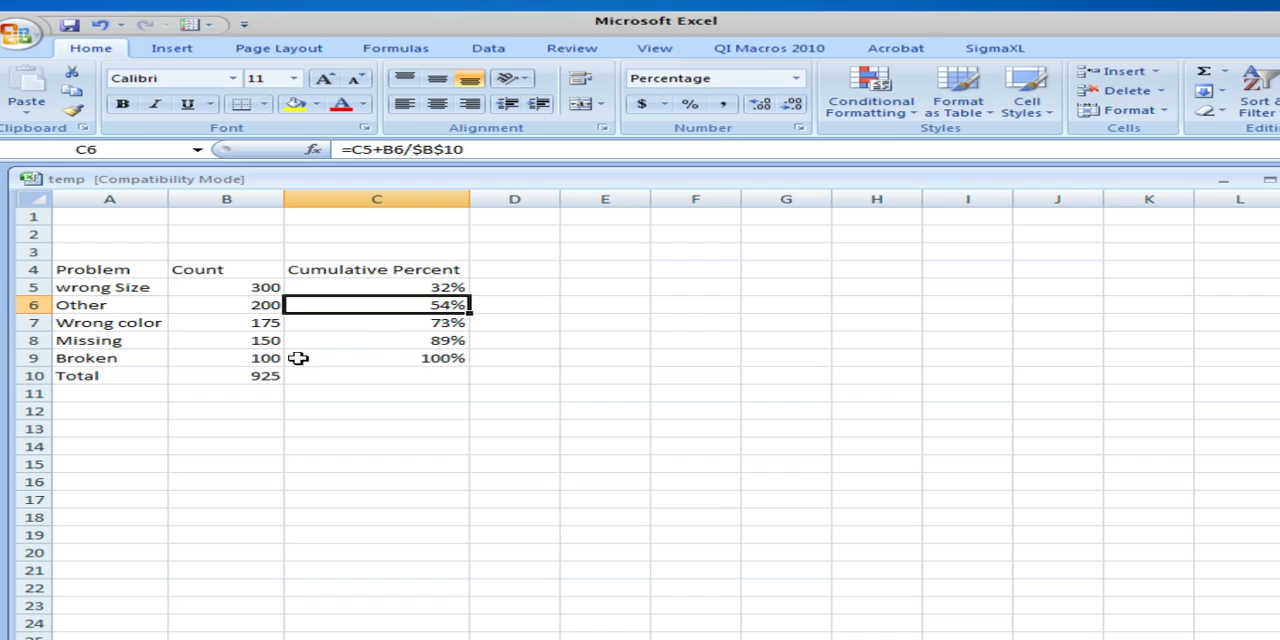 Microsoft Excel
Home Insert Page Layout Formulas Data Review View QI Macros 2010 Acrobat SigmaXL
Calibri 11 A A Percentage Insert Σ
Paste B I U A $ % , .00 Conditional Formatting Format as Table Cell Styles Delete Format Sort & Filter
Clipboard Font Alignment Number Styles Cells
C6 fx =C5+B6/$B$10
temp [Compatibility Mode]
A B C D E F G H I J K L
1
2
3
4 Problem Count Cumulative Percent
5 wrong Size 300 32%
6 Other 200 54%
7 Wrong color 175 73%
8 Missing 150 89%
9 Broken 100 100%
10 Total 925
11
12
13
14
15
16
17
18
19
20
21
22
23
24